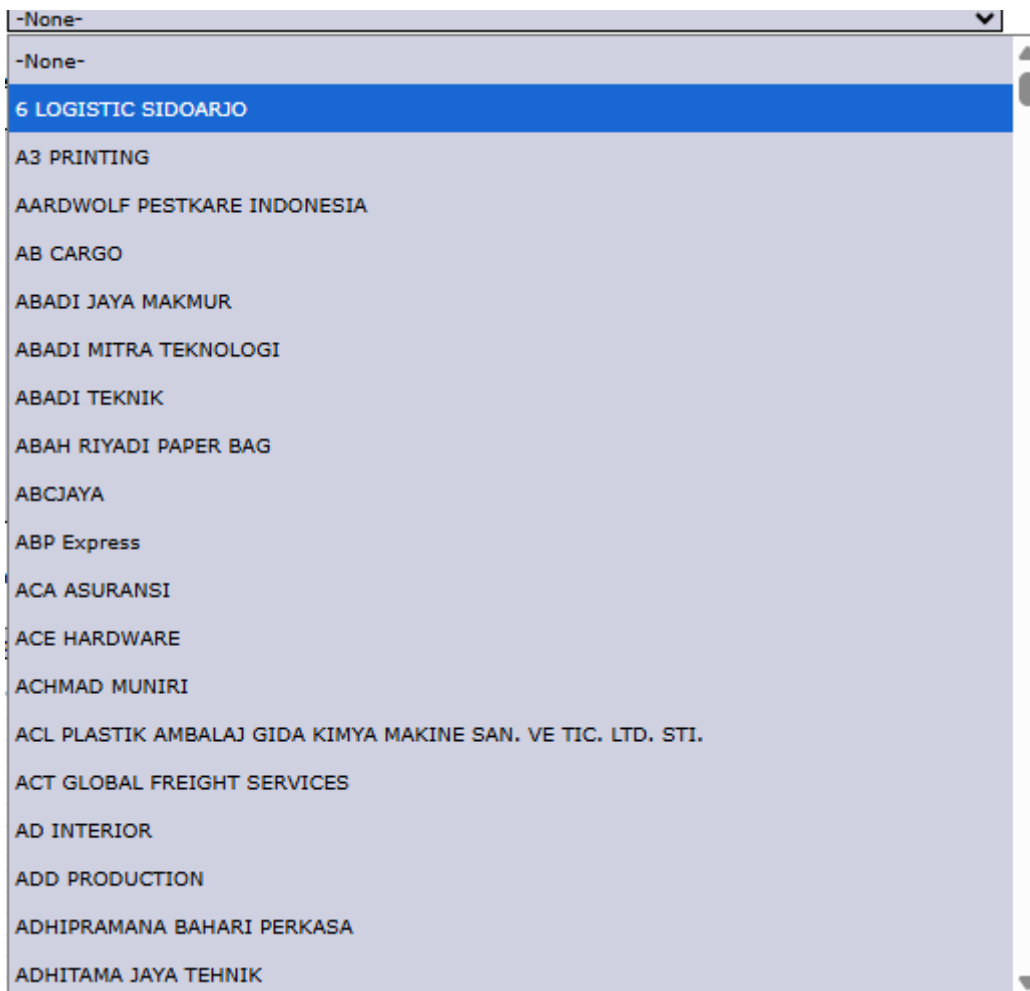 -None-
-None-
6 LOGISTIC SIDOARJO
A3 PRINTING
AARDWOLF PESTKARE INDONESIA
AB CARGO
ABADI JAYA MAKMUR
ABADI MITRA TEKNOLOGI
ABADI TEKNIK
ABAH RIYADI PAPER BAG
ABCJAYA
ABP Express
ACA ASURANSI
ACE HARDWARE
ACHMAD MUNIRI
ACL PLASTIK AMBALAJ GIDA KIMYA MAKINE SAN. VE TIC. LTD. STI.
ACT GLOBAL FREIGHT SERVICES
AD INTERIOR
ADD PRODUCTION
ADHIPRAMANA BAHARI PERKASA
ADHITAMA JAYA TEHNIK